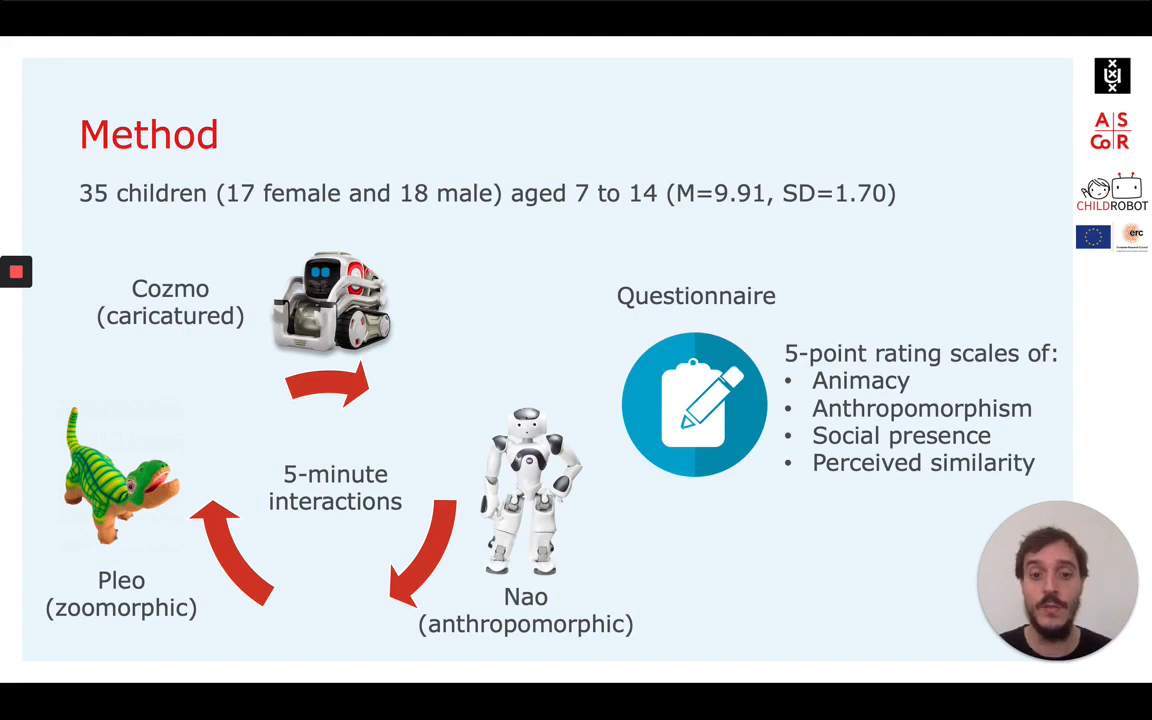 Method
35 children (17 female and 18 male) aged 7 to 14 (M=9.91, SD=1.70)
Cozmo
(caricatured)
5-minute
interactions
Pleo
(zoomorphic)
Nao
(anthropomorphic)
Questionnaire
5-point rating scales of:
• Animacy
• Anthropomorphism
• Social presence
• Perceived similarity
A S
Co R
CHILDROBOT
erc